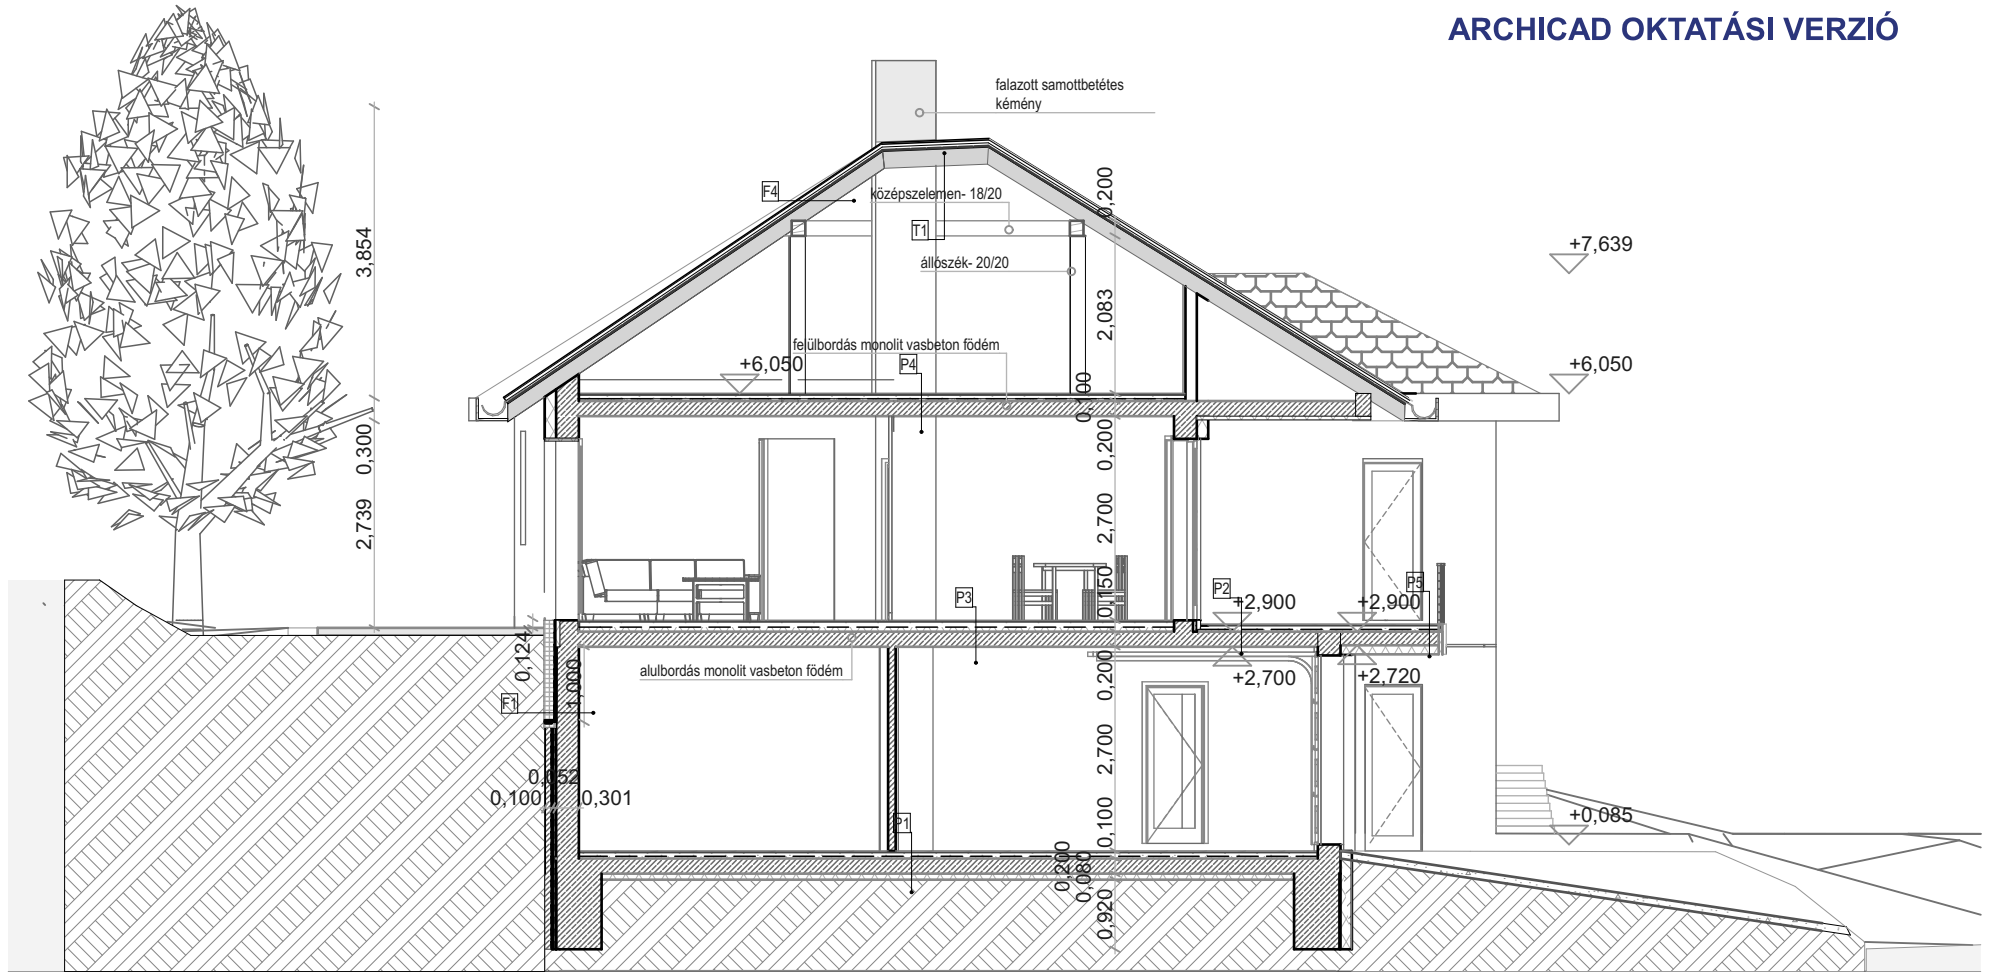 ARCHICAD OKTATÁSI VERZIÓ
falazott samottbetétes
kémény
F4
középszelemen- 18/20
0,200
T1
3,854
+7,639
állószék- 20/20
2,083
felülbordás monolit vasbeton födém
+6,050
P4
+6,050
0,100
0,300
0,200
2,739
2,700
0,150
P3
P2
P5
+2,900
+2,900
0,124
alulbordás monolit vasbeton födém
1,000
0,200
+2,700
+2,720
F1
2,700
0,052
0,100
0,301
P1
0,100
+0,085
0,200
0,080
0,920